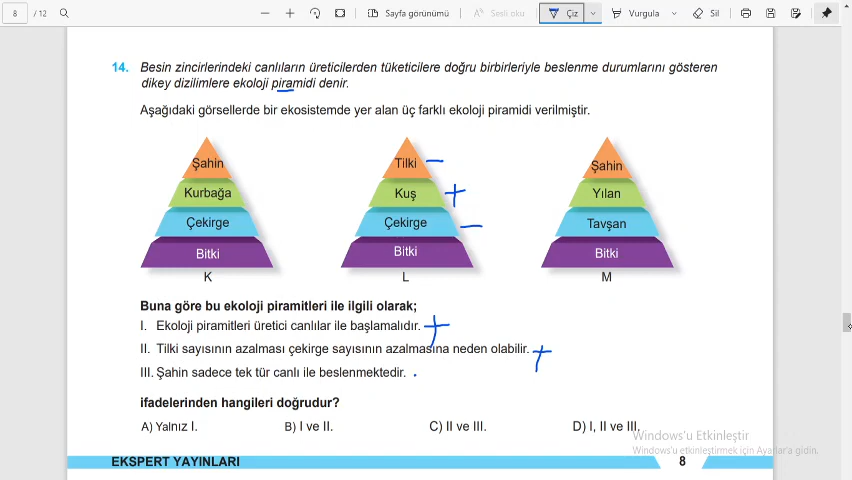 8 /12 Sayfa görünümü Sesli oku Çiz Vurgula Sil
14. Besin zincirlerindeki canlıların üreticilerden tüketicilere doğru birbirleriyle beslenme durumlarını gösteren
dikey dizilimlere ekoloji piramidi denir.
Aşağıdaki görsellerde bir ekosistemde yer alan üç farklı ekoloji piramidi verilmiştir.
Şahin
Kurbağa
Çekirge
Bitki
K
Tilki −
Kuş +
Çekirge −
Bitki
L
Şahin
Yılan
Tavşan
Bitki
M
Buna göre bu ekoloji piramitleri ile ilgili olarak;
I. Ekoloji piramitleri üretici canlılar ile başlamalıdır. +
II. Tilki sayısının azalması çekirge sayısının azalmasına neden olabilir. +
III. Şahin sadece tek tür canlı ile beslenmektedir.
ifadelerinden hangileri doğrudur?
A) Yalnız I. B) I ve II. C) II ve III. D) I, II ve III.
Windows'u Etkinleştir
Windows'u etkinleştirmek için Ayarlar'a gidin.
EKSPERT YAYINLARI 8